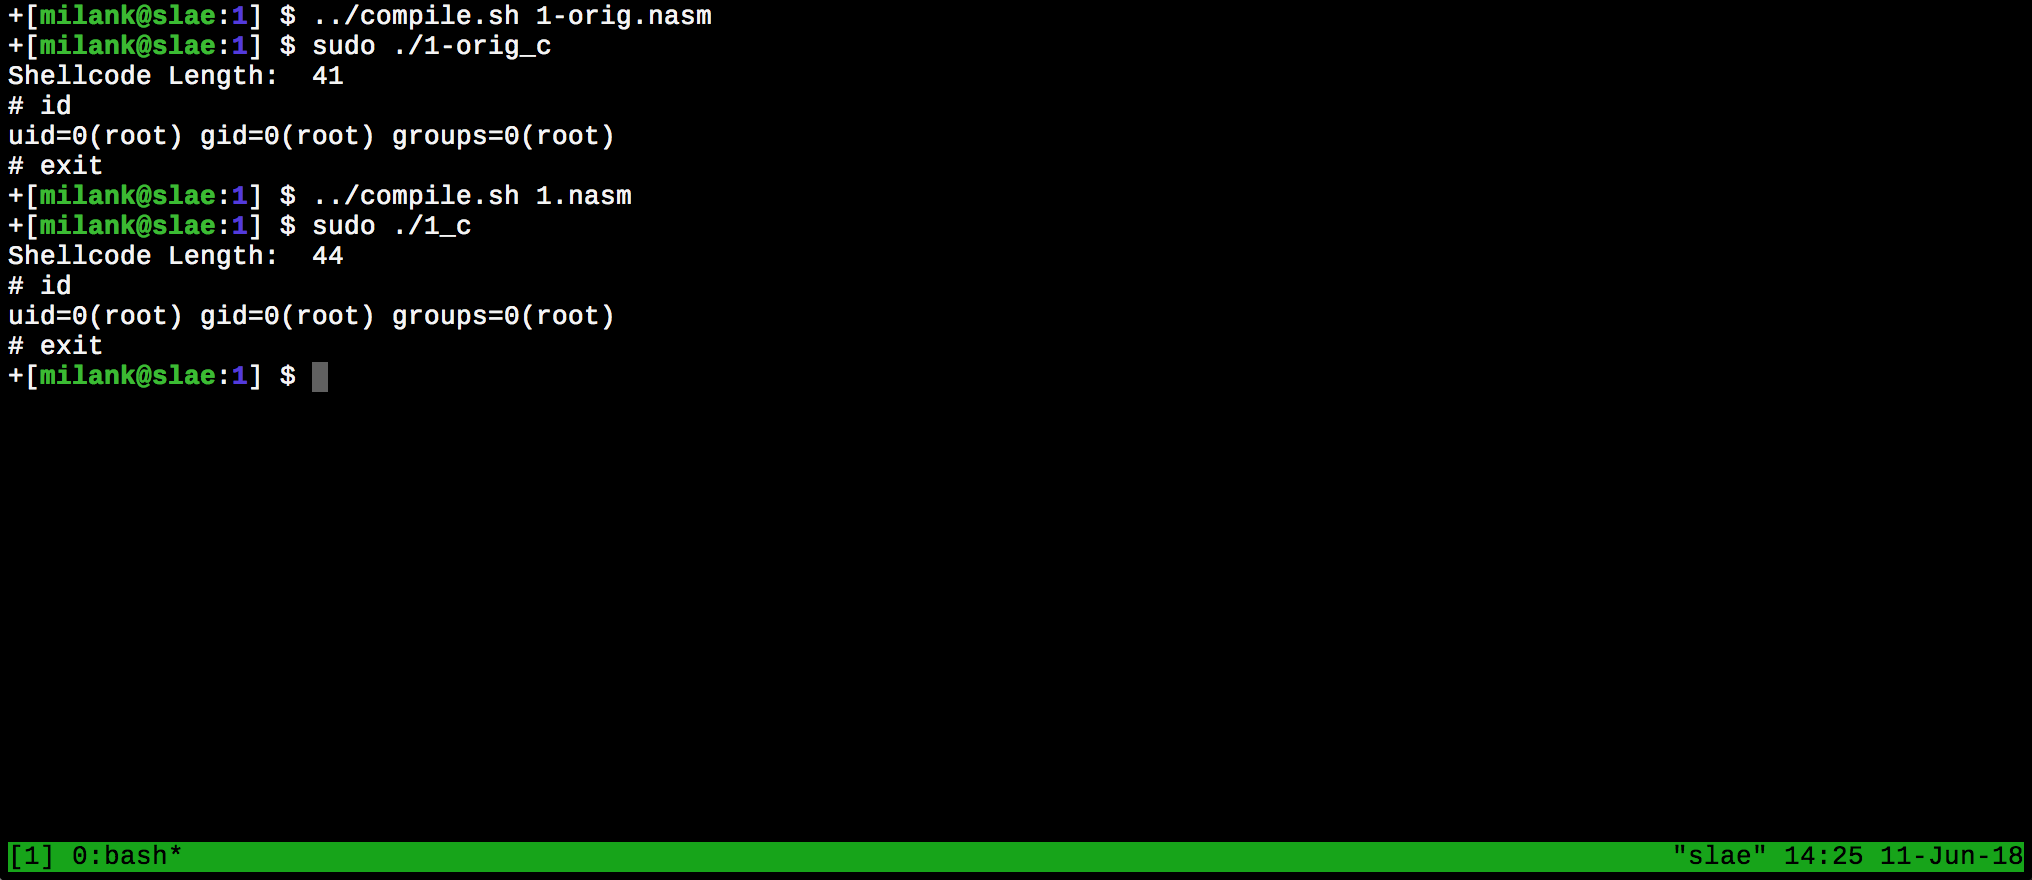 +[milank@slae:1] $ ../compile.sh 1-orig.nasm
+[milank@slae:1] $ sudo ./1-orig_c
Shellcode Length:  41
# id
uid=0(root) gid=0(root) groups=0(root)
# exit
+[milank@slae:1] $ ../compile.sh 1.nasm
+[milank@slae:1] $ sudo ./1_c
Shellcode Length:  44
# id
uid=0(root) gid=0(root) groups=0(root)
# exit
+[milank@slae:1] $
[1] 0:bash* "slae" 14:25 11-Jun-18